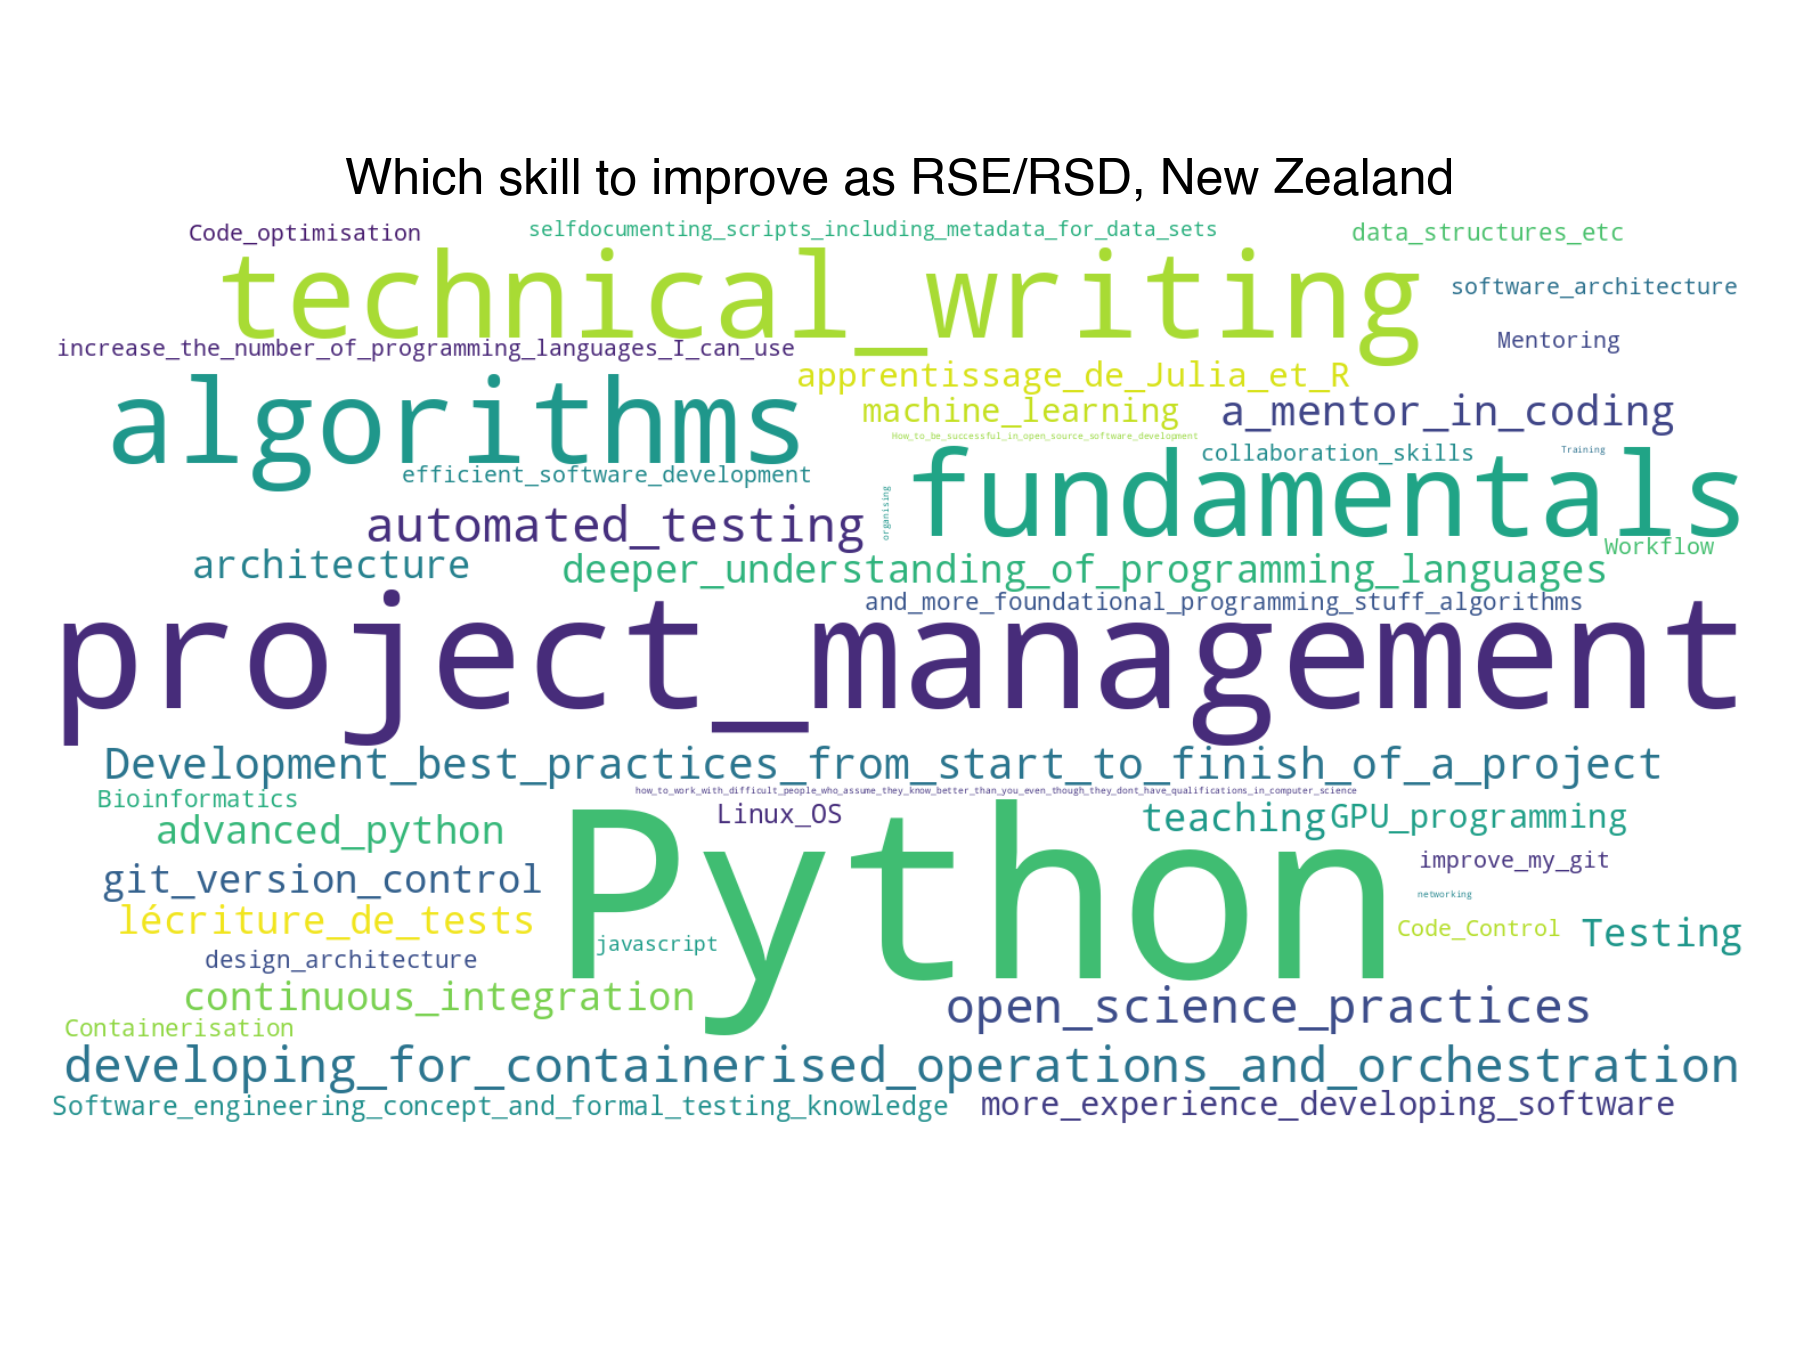 Which skill to improve as RSE/RSD, New Zealand
Code_optimisation
selfdocumenting_scripts_including_metadata_for_data_sets
data_structures_etc
technical_writing
software_architecture
increase_the_number_of_programming_languages_I_can_use
Mentoring
apprentissage_de_Julia_et_R
algorithms
machine_learning
a_mentor_in_coding
How_to_be_successful_in_open_source_software_development
collaboration_skills
Training
efficient_software_development
fundamentals
organising
automated_testing
Workflow
architecture
deeper_understanding_of_programming_languages
and_more_foundational_programming_stuff_algorithms
project_management
Development_best_practices_from_start_to_finish_of_a_project
how_to_work_with_difficult_people_who_assume_they_know_better_than_you_even_though_they_dont_have_qualifications_in_computer_science
Bioinformatics
Linux_OS
teaching
GPU_programming
advanced_python
Python
improve_my_git
git_version_control
networking
lécriture_de_tests
Code_Control
Testing
javascript
design_architecture
continuous_integration
open_science_practices
Containerisation
developing_for_containerised_operations_and_orchestration
Software_engineering_concept_and_formal_testing_knowledge
more_experience_developing_software